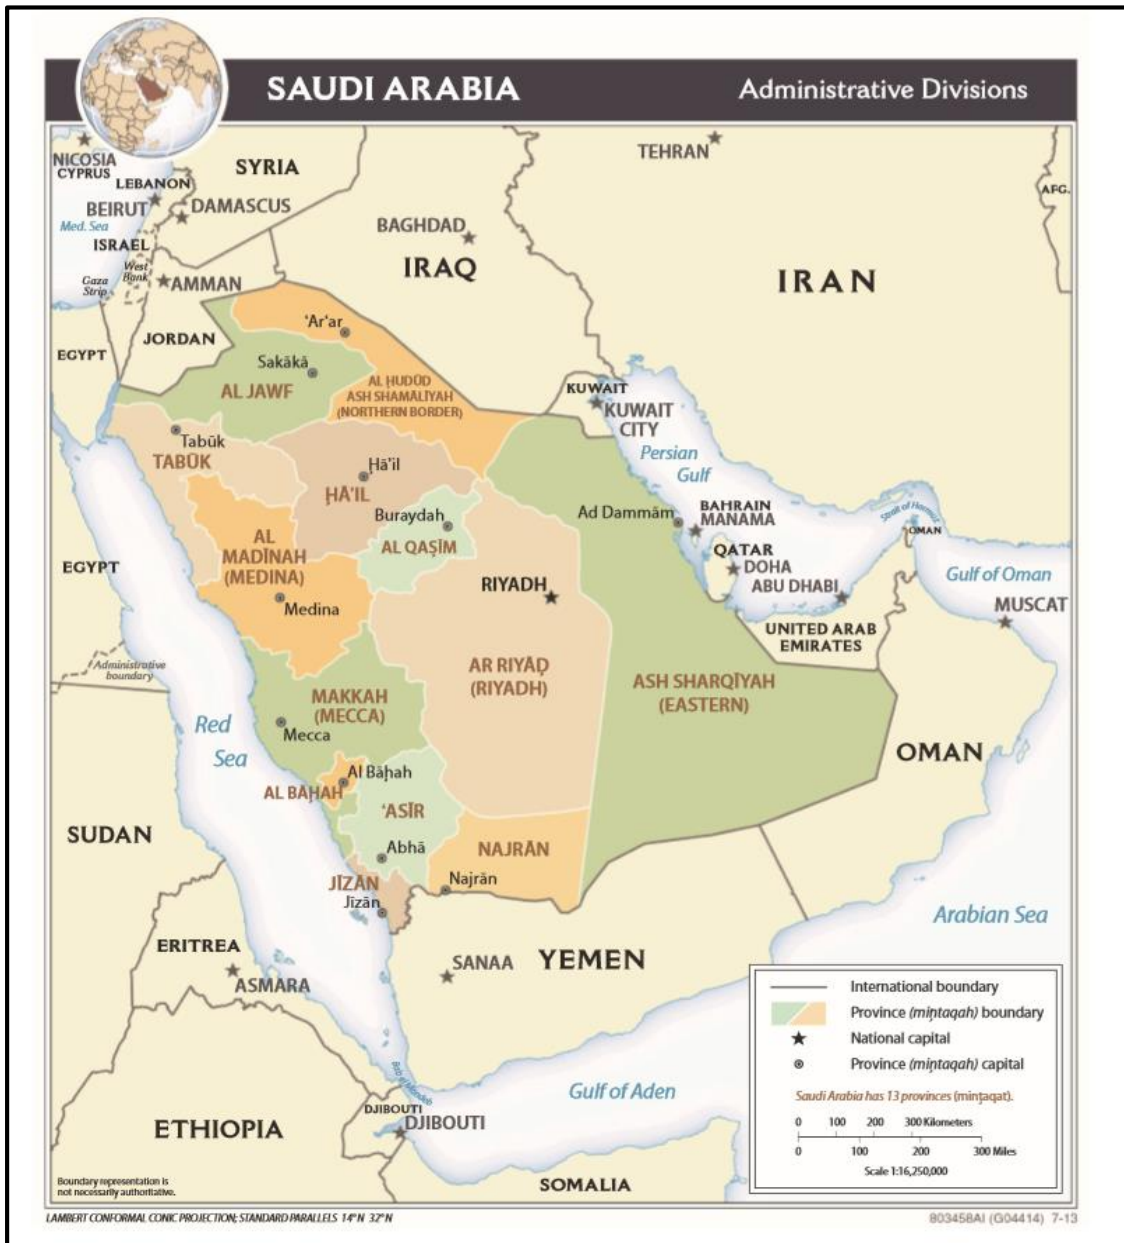 SAUDI ARABIA
Administrative Divisions
NICOSIA
CYPRUS
LEBANON
BEIRUT
Med. Sea
SYRIA
DAMASCUS
ISRAEL
West
Bank
Gaza
Strip
AMMAN
JORDAN
EGYPT
BAGHDAD
IRAQ
TEHRAN
IRAN
AFG.
ʻArʻar
Sakākā
AL JAWF
AL ḤUDŪD
ASH SHAMĀLĪYAH
(NORTHERN BORDER)
KUWAIT
KUWAIT
CITY
Persian
Gulf
Tabūk
TABŪK
Ḥā'il
ḤĀ'IL
Buraydah
AL QAṢĪM
Ad Dammām
BAHRAIN
MANAMA
QATAR
DOHA
ABU DHABI
Strait of Hormuz
OMAN
Gulf of Oman
MUSCAT
UNITED ARAB
EMIRATES
EGYPT
AL
MADĪNAH
(MEDINA)
Medina
RIYADH
AR RIYĀḌ
(RIYADH)
ASH SHARQĪYAH
(EASTERN)
Administrative
boundary
Red
Sea
MAKKAH
(MECCA)
Mecca
Al Bāḥah
AL BĀḤAH
ʻASĪR
Abhā
NAJRĀN
Najrān
JĪZĀN
Jīzān
OMAN
SUDAN
ERITREA
ASMARA
SANAA
YEMEN
Arabian Sea
Bab el Mandeb
Gulf of Aden
DJIBOUTI
DJIBOUTI
ETHIOPIA
SOMALIA
International boundary
Province (minṭaqah) boundary
National capital
Province (minṭaqah) capital
Saudi Arabia has 13 provinces (minṭaqat).
0 100 200 300 Kilometers
0 100 200 300 Miles
Scale 1:16,250,000
Boundary representation is
not necessarily authoritative.
LAMBERT CONFORMAL CONIC PROJECTION; STANDARD PARALLELS 14°N 32°N
803458AI (G04414) 7-13